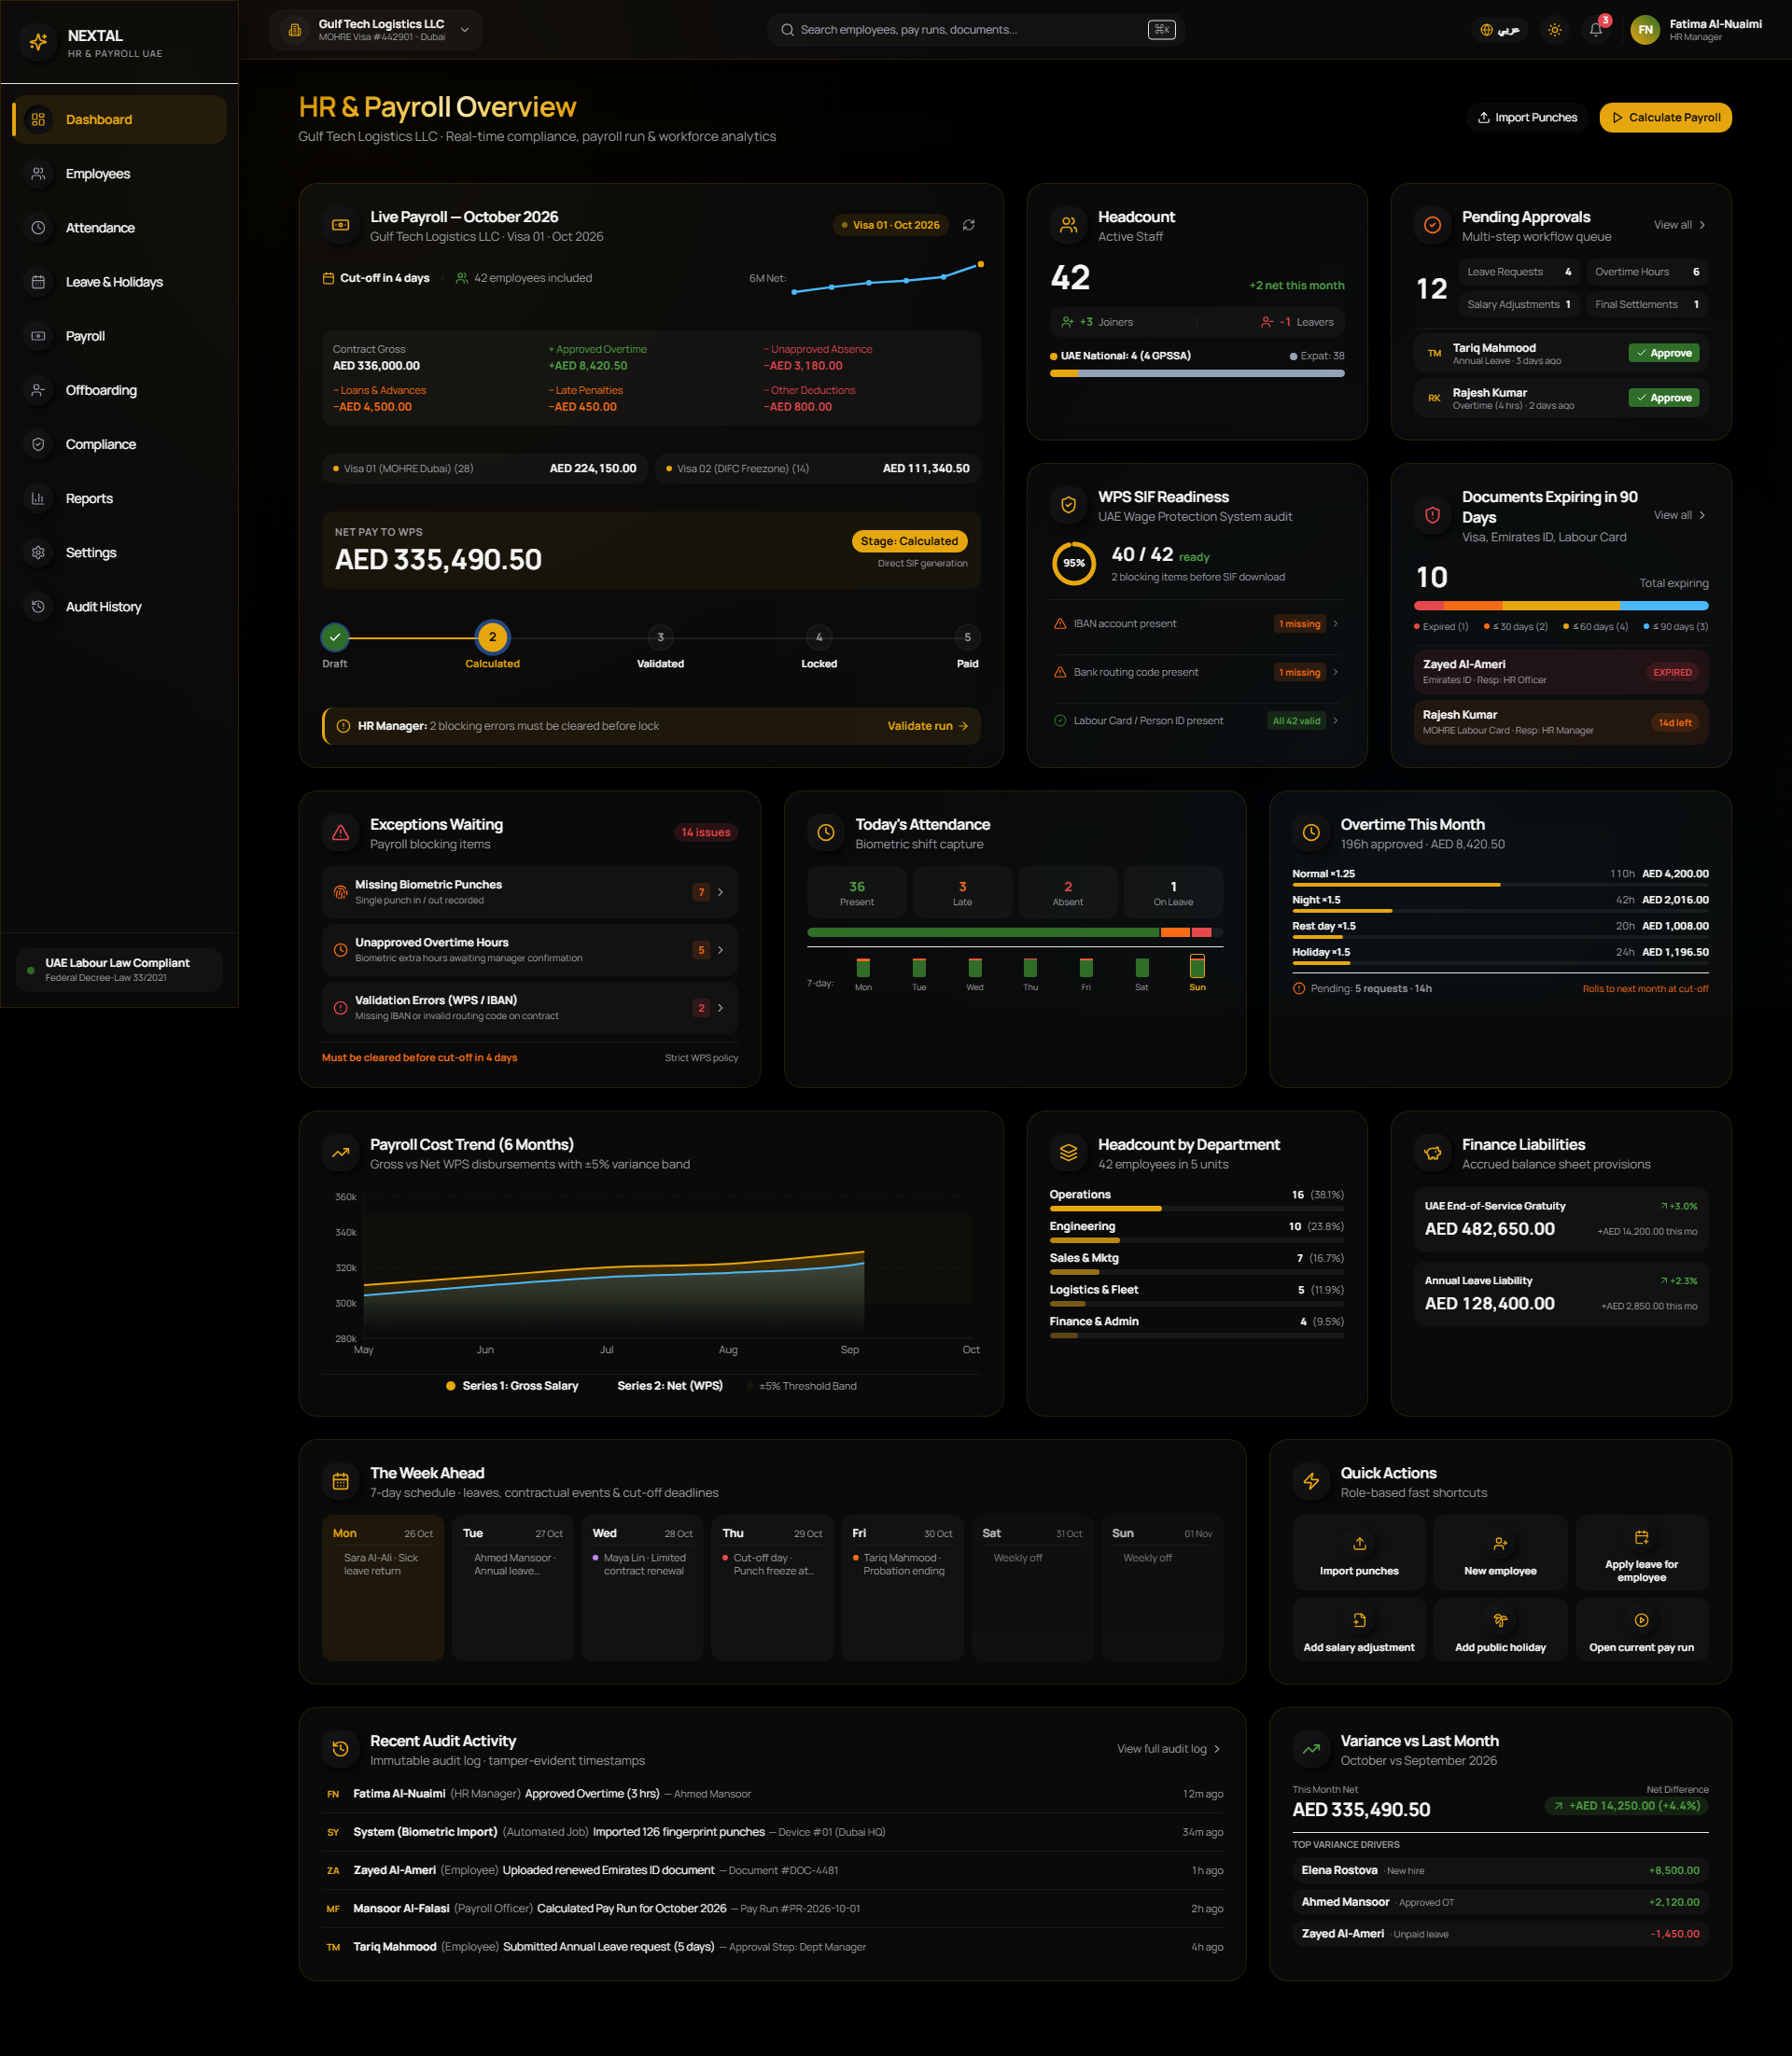 NEXTAL
HR & PAYROLL UAE
Dashboard
Employees
Attendance
Leave & Holidays
Payroll
Offboarding
Compliance
Reports
Settings
Audit History
UAE Labour Law Compliant
Federal Decree-Law 33/2021
Gulf Tech Logistics LLC
MOHRE Visa #442901 - Dubai
Search employees, pay runs, documents...
⌘K
عربي
3
FN
Fatima Al-Nuaimi
HR Manager
HR & Payroll Overview
Gulf Tech Logistics LLC · Real-time compliance, payroll run & workforce analytics
Import Punches
Calculate Payroll
Live Payroll — October 2026
Gulf Tech Logistics LLC · Visa 01 · Oct 2026
Visa 01 · Oct 2026
Cut-off in 4 days
42 employees included
6M Net:
Contract Gross
AED 336,000.00
+ Approved Overtime
+AED 8,420.50
− Unapproved Absence
−AED 3,180.00
− Loans & Advances
−AED 4,500.00
− Late Penalties
−AED 450.00
− Other Deductions
−AED 800.00
Visa 01 (MOHRE Dubai) (28) AED 224,150.00
Visa 02 (DIFC Freezone) (14) AED 111,340.50
NET PAY TO WPS
AED 335,490.50
Stage: Calculated
Direct SIF generation
Draft
2 Calculated
3 Validated
4 Locked
5 Paid
HR Manager: 2 blocking errors must be cleared before lock
Validate run →
Headcount
Active Staff
42
+2 net this month
+3 Joiners
-1 Leavers
UAE National: 4 (4 GPSSA)
Expat: 38
Pending Approvals
Multi-step workflow queue
View all
12
Leave Requests 4
Overtime Hours 6
Salary Adjustments 1
Final Settlements 1
TM
Tariq Mahmood
Annual Leave · 3 days ago
Approve
RK
Rajesh Kumar
Overtime (4 hrs) · 2 days ago
Approve
WPS SIF Readiness
UAE Wage Protection System audit
95%
40 / 42 ready
2 blocking items before SIF download
IBAN account present
1 missing
Bank routing code present
1 missing
Labour Card / Person ID present
All 42 valid
Documents Expiring in 90
Days
Visa, Emirates ID, Labour Card
View all
10
Total expiring
Expired (1)
≤ 30 days (2)
≤ 60 days (4)
≤ 90 days (3)
Zayed Al-Ameri
Emirates ID · Resp: HR Officer
EXPIRED
Rajesh Kumar
MOHRE Labour Card · Resp: HR Manager
14d left
Exceptions Waiting
Payroll blocking items
14 issues
Missing Biometric Punches
Single punch in / out recorded
7
Unapproved Overtime Hours
Biometric extra hours awaiting manager confirmation
5
Validation Errors (WPS / IBAN)
Missing IBAN or invalid routing code on contract
2
Must be cleared before cut-off in 4 days
Strict WPS policy
Today's Attendance
Biometric shift capture
36
Present
3
Late
2
Absent
1
On Leave
7-day:
Mon
Tue
Wed
Thu
Fri
Sat
Sun
Overtime This Month
196h approved · AED 8,420.50
Normal ×1.25 110h AED 4,200.00
Night ×1.5 42h AED 2,016.00
Rest day ×1.5 20h AED 1,008.00
Holiday ×1.5 24h AED 1,196.50
Pending: 5 requests · 14h
Rolls to next month at cut-off
Payroll Cost Trend (6 Months)
Gross vs Net WPS disbursements with ±5% variance band
360k
340k
320k
300k
280k
May
Jun
Jul
Aug
Sep
Oct
Series 1: Gross Salary
Series 2: Net (WPS)
±5% Threshold Band
Headcount by Department
42 employees in 5 units
Operations 16 (38.1%)
Engineering 10 (23.8%)
Sales & Mktg 7 (16.7%)
Logistics & Fleet 5 (11.9%)
Finance & Admin 4 (9.5%)
Finance Liabilities
Accrued balance sheet provisions
UAE End-of-Service Gratuity
+3.0%
AED 482,650.00
+AED 14,200.00 this mo
Annual Leave Liability
+2.3%
AED 128,400.00
+AED 2,850.00 this mo
The Week Ahead
7-day schedule · leaves, contractual events & cut-off deadlines
Mon 26 Oct
Sara Al-Ali · Sick
leave return
Tue 27 Oct
Ahmed Mansoor ·
Annual leave...
Wed 28 Oct
Maya Lin · Limited
contract renewal
Thu 29 Oct
Cut-off day ·
Punch freeze at...
Fri 30 Oct
Tariq Mahmood ·
Probation ending
Sat 31 Oct
Weekly off
Sun 01 Nov
Weekly off
Quick Actions
Role-based fast shortcuts
Import punches
New employee
Apply leave for
employee
Add salary adjustment
Add public holiday
Open current pay run
Recent Audit Activity
Immutable audit log · tamper-evident timestamps
View full audit log
FN Fatima Al-Nuaimi (HR Manager) Approved Overtime (3 hrs) — Ahmed Mansoor 12m ago
SY System (Biometric Import) (Automated Job) Imported 126 fingerprint punches — Device #01 (Dubai HQ) 34m ago
ZA Zayed Al-Ameri (Employee) Uploaded renewed Emirates ID document — Document #DOC-4481 1h ago
MF Mansoor Al-Falasi (Payroll Officer) Calculated Pay Run for October 2026 — Pay Run #PR-2026-10-01 2h ago
TM Tariq Mahmood (Employee) Submitted Annual Leave request (5 days) — Approval Step: Dept Manager 4h ago
Variance vs Last Month
October vs September 2026
This Month Net
AED 335,490.50
Net Difference
+AED 14,250.00 (+4.4%)
TOP VARIANCE DRIVERS
Elena Rostova · New hire +8,500.00
Ahmed Mansoor · Approved OT +2,120.00
Zayed Al-Ameri · Unpaid leave -1,450.00